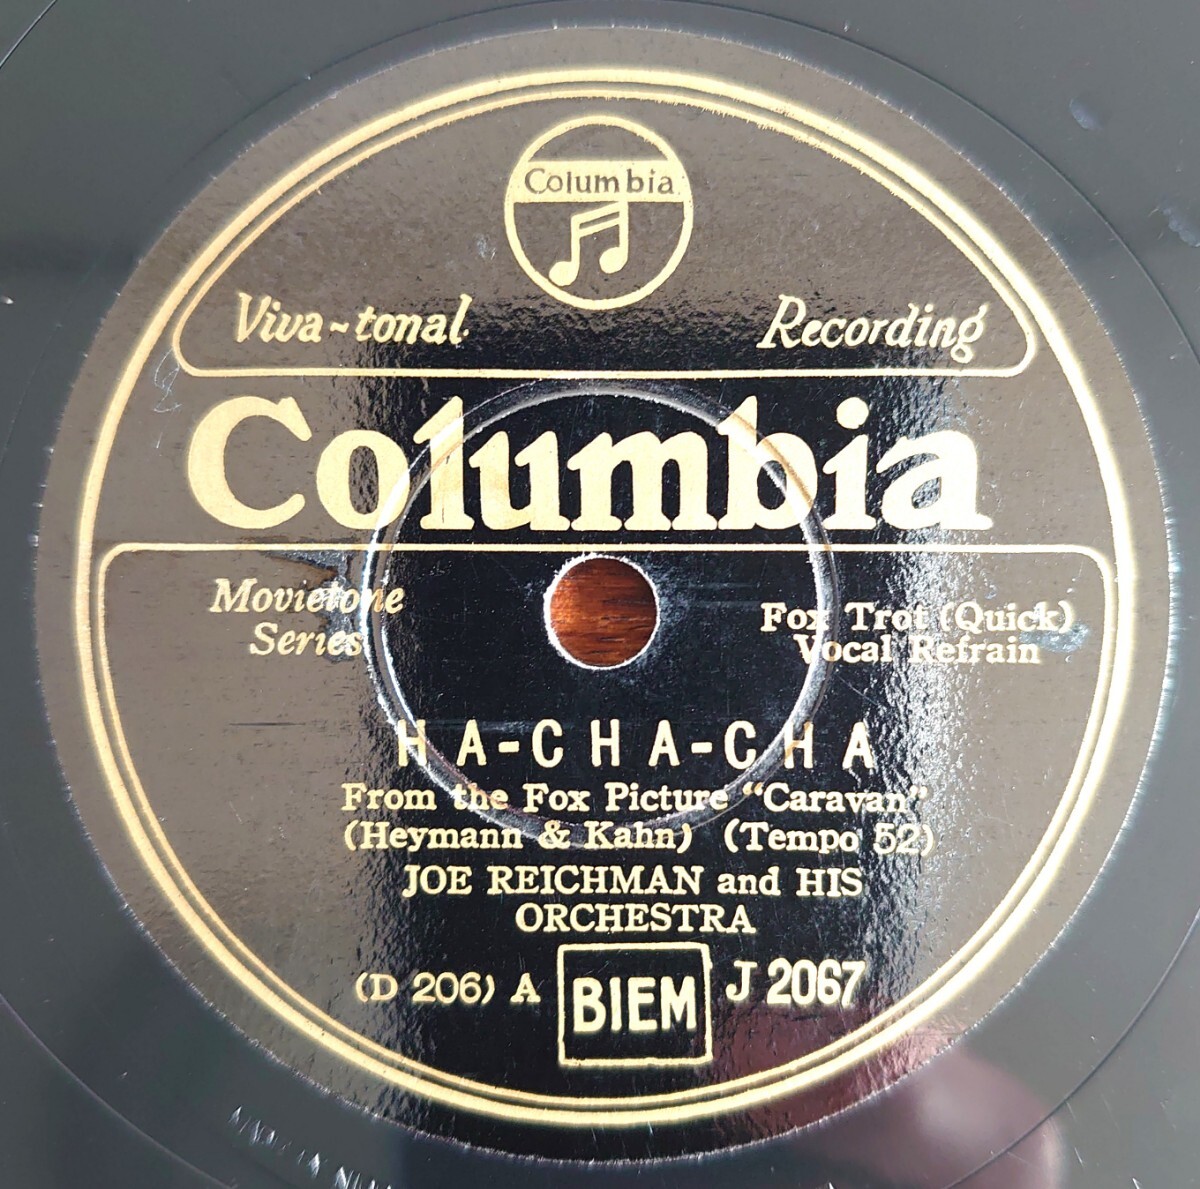 Columbia
Viva-tonal Recording
Columbia
Movietone
Series
Fox Trot (Quick)
Vocal Refrain
HA-CHA-CHA
From the Fox Picture "Caravan"
(Heymann & Kahn) (Tempo 52)
JOE REICHMAN and HIS
ORCHESTRA
(D 206) A BIEM J 2067